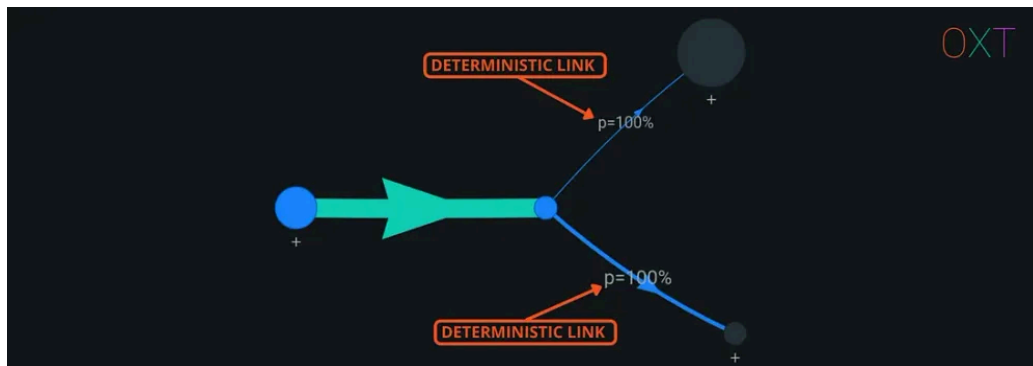 OXT
DETERMINISTIC LINK
+
p=100%
+
p=100%
DETERMINISTIC LINK
+